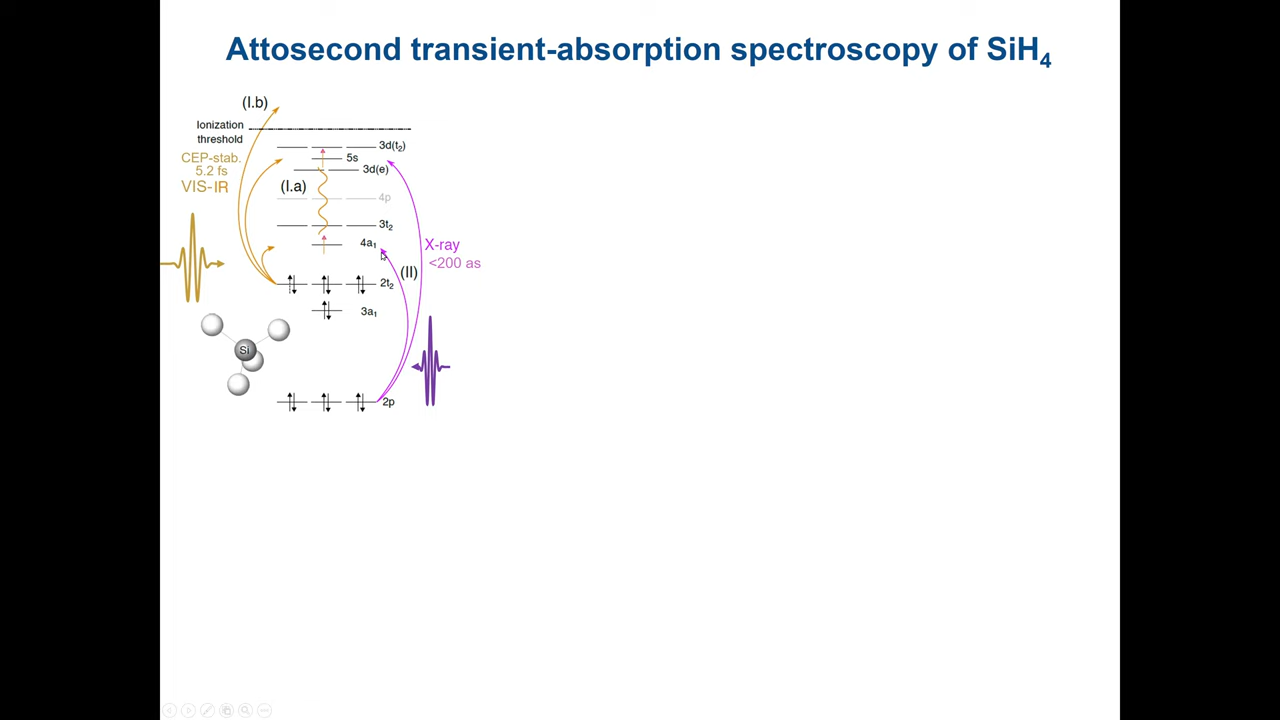 Attosecond transient-absorption spectroscopy of SiH4
(I.b)
Ionization
threshold
3d(t2)
CEP-stab.
5.2 fs
VIS-IR
5s
3d(e)
(I.a)
4p
3t2
4a1
X-ray
<200 as
(II)
2t2
3a1
Si
2p